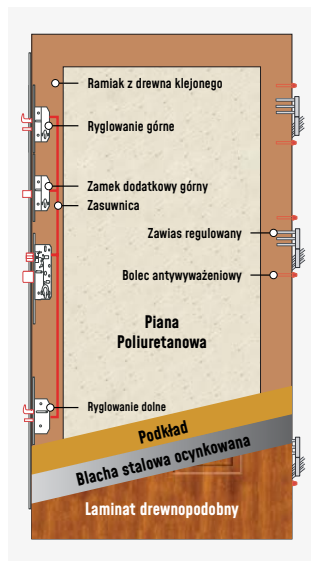 Ramiak z drewna klejonego
Ryglowanie górne
Zamek dodatkowy górny
Zasuwnica
Zawias regulowany
Bolec antywyważeniowy
Piana
Poliuretanowa
Ryglowanie dolne
Podkład
Blacha stalowa ocynkowana
Laminat drewnopodobny